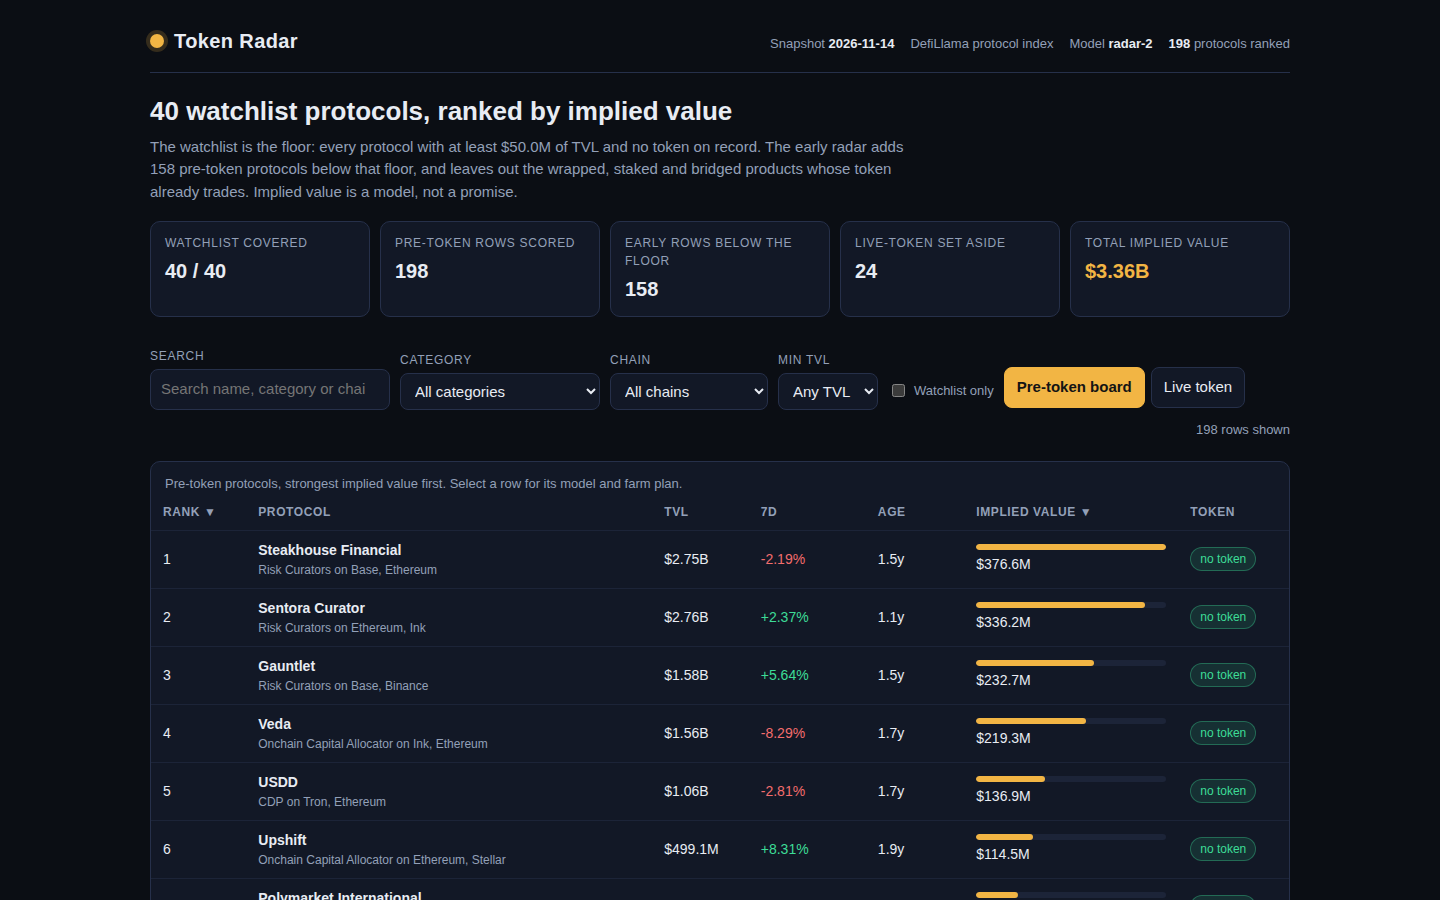 Token Radar
Snapshot 2026-11-14 DefiLlama protocol index Model radar-2 198 protocols ranked
40 watchlist protocols, ranked by implied value
The watchlist is the floor: every protocol with at least $50.0M of TVL and no token on record. The early radar adds
158 pre-token protocols below that floor, and leaves out the wrapped, staked and bridged products whose token
already trades. Implied value is a model, not a promise.
WATCHLIST COVERED
40 / 40
PRE-TOKEN ROWS SCORED
198
EARLY ROWS BELOW THE
FLOOR
158
LIVE-TOKEN SET ASIDE
24
TOTAL IMPLIED VALUE
$3.36B
SEARCH
Search name, category or chai
CATEGORY
All categories
CHAIN
All chains
MIN TVL
Any TVL
Watchlist only
Pre-token board
Live token
198 rows shown
Pre-token protocols, strongest implied value first. Select a row for its model and farm plan.
RANK ▼ PROTOCOL TVL 7D AGE IMPLIED VALUE ▼ TOKEN
1 Steakhouse Financial $2.75B -2.19% 1.5y $376.6M no token
Risk Curators on Base, Ethereum
2 Sentora Curator $2.76B +2.37% 1.1y $336.2M no token
Risk Curators on Ethereum, Ink
3 Gauntlet $1.58B +5.64% 1.5y $232.7M no token
Risk Curators on Base, Binance
4 Veda $1.56B -8.29% 1.7y $219.3M no token
Onchain Capital Allocator on Ink, Ethereum
5 USDD $1.06B -2.81% 1.7y $136.9M no token
CDP on Tron, Ethereum
6 Upshift $499.1M +8.31% 1.9y $114.5M no token
Onchain Capital Allocator on Ethereum, Stellar
Polymarket International